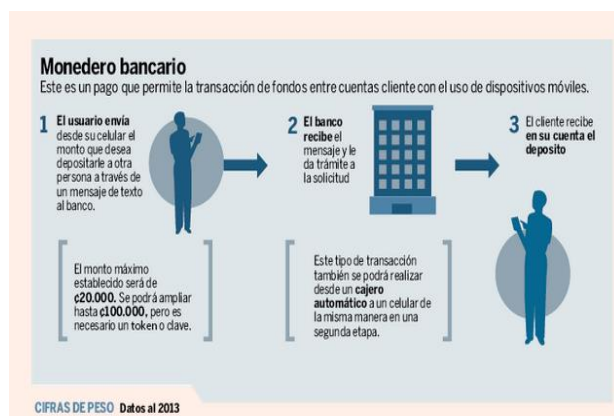 Monedero bancario
Este es un pago que permite la transacción de fondos entre cuentas cliente con el uso de dispositivos móviles.
1 El usuario envía
desde su celular el
monto que desea
depositarle a otra
persona a través de
un mensaje de texto
al banco.
2 El banco
recibe el
mensaje y le
da trámite a
la solicitud
3 El cliente recibe
en su cuenta el
deposito
El monto máximo
establecido será de
¢20.000. Se podrá ampliar
hasta ¢100.000, pero es
necesario un token o clave.
Este tipo de transacción
también se podrá realizar
desde un cajero
automático a un celular de
la misma manera en una
segunda etapa.
CIFRAS DE PESO Datos al 2013